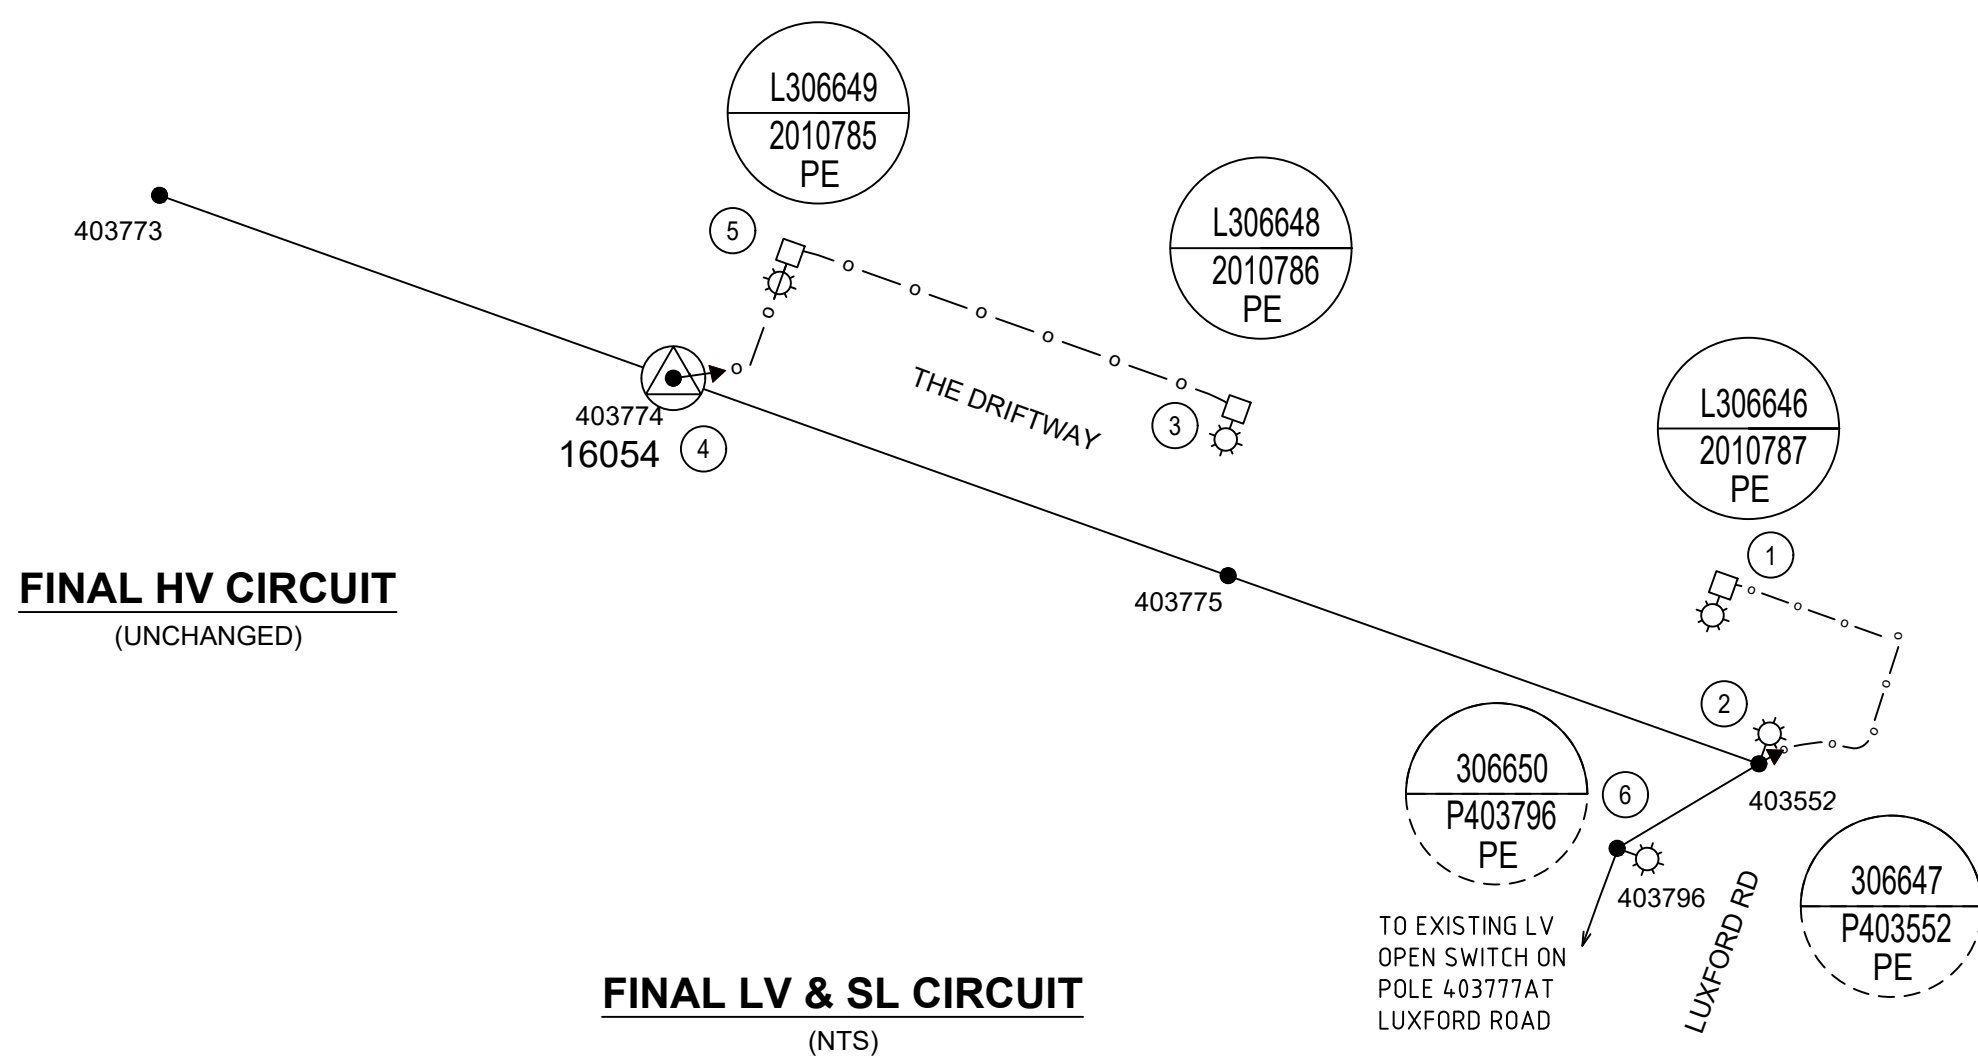 L306649
2010785
PE
L306648
2010786
PE
403773
5
L306646
2010787
PE
THE DRIFTWAY
403774
16054
4
3
1
FINAL HV CIRCUIT
(UNCHANGED)
403775
2
306650
P403796
PE
6
403552
306647
P403552
PE
403796
LUXFORD RD
TO EXISTING LV
OPEN SWITCH ON
POLE 403777AT
LUXFORD ROAD
FINAL LV & SL CIRCUIT
(NTS)